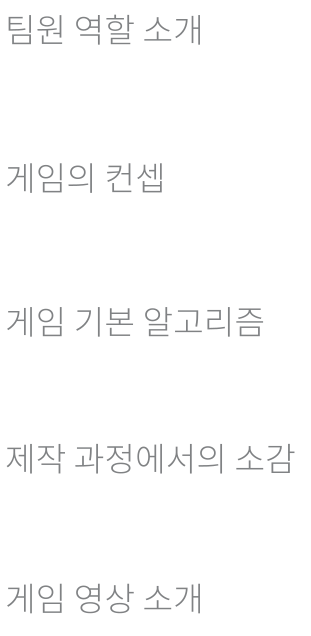 팀원 역할 소개
게임의 컨셉
게임 기본 알고리즘
제작 과정에서의 소감
게임 영상 소개